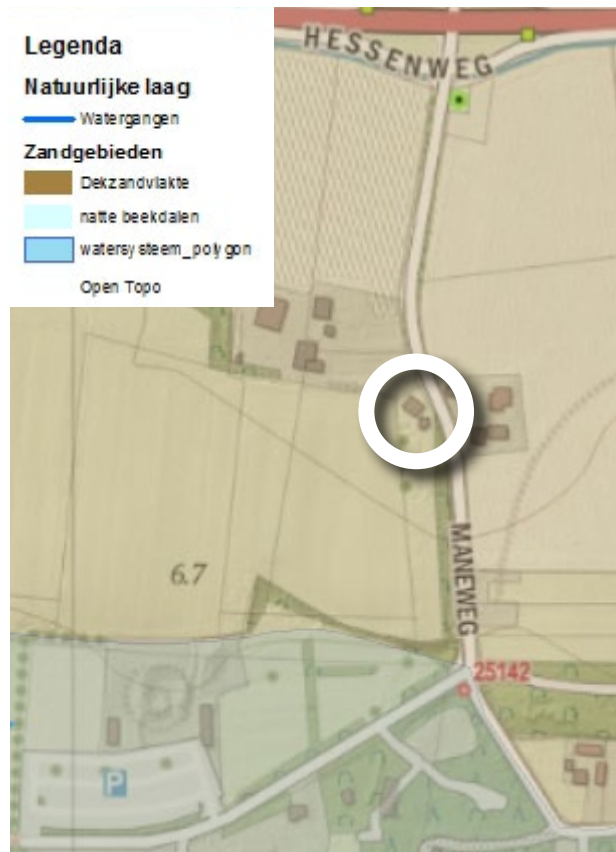 Legenda
Natuurlijke laag
Watergangen
Zandgebieden
Dekzandvlakte
natte beekdalen
watersysteem_polygon
Open Topo
HESSENWEG
MANEWEG
6.7
25142
P